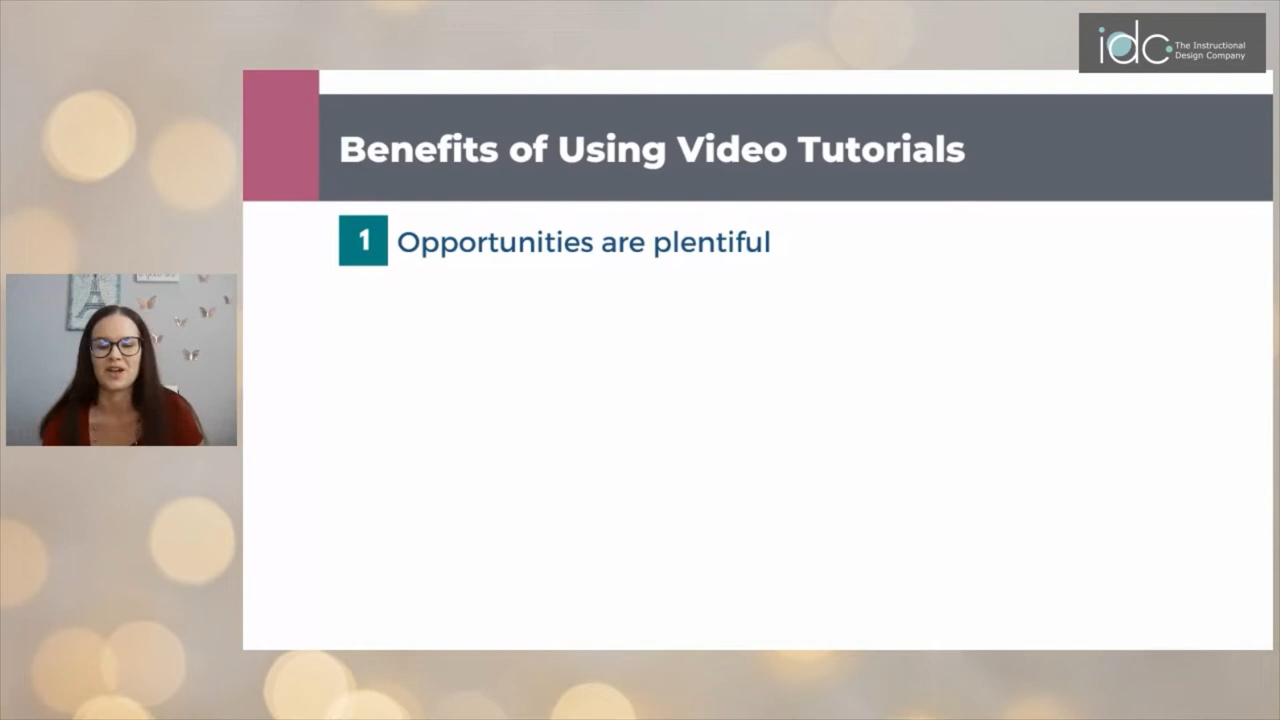 idc
The Instructional
Design Company
Benefits of Using Video Tutorials
1 Opportunities are plentiful